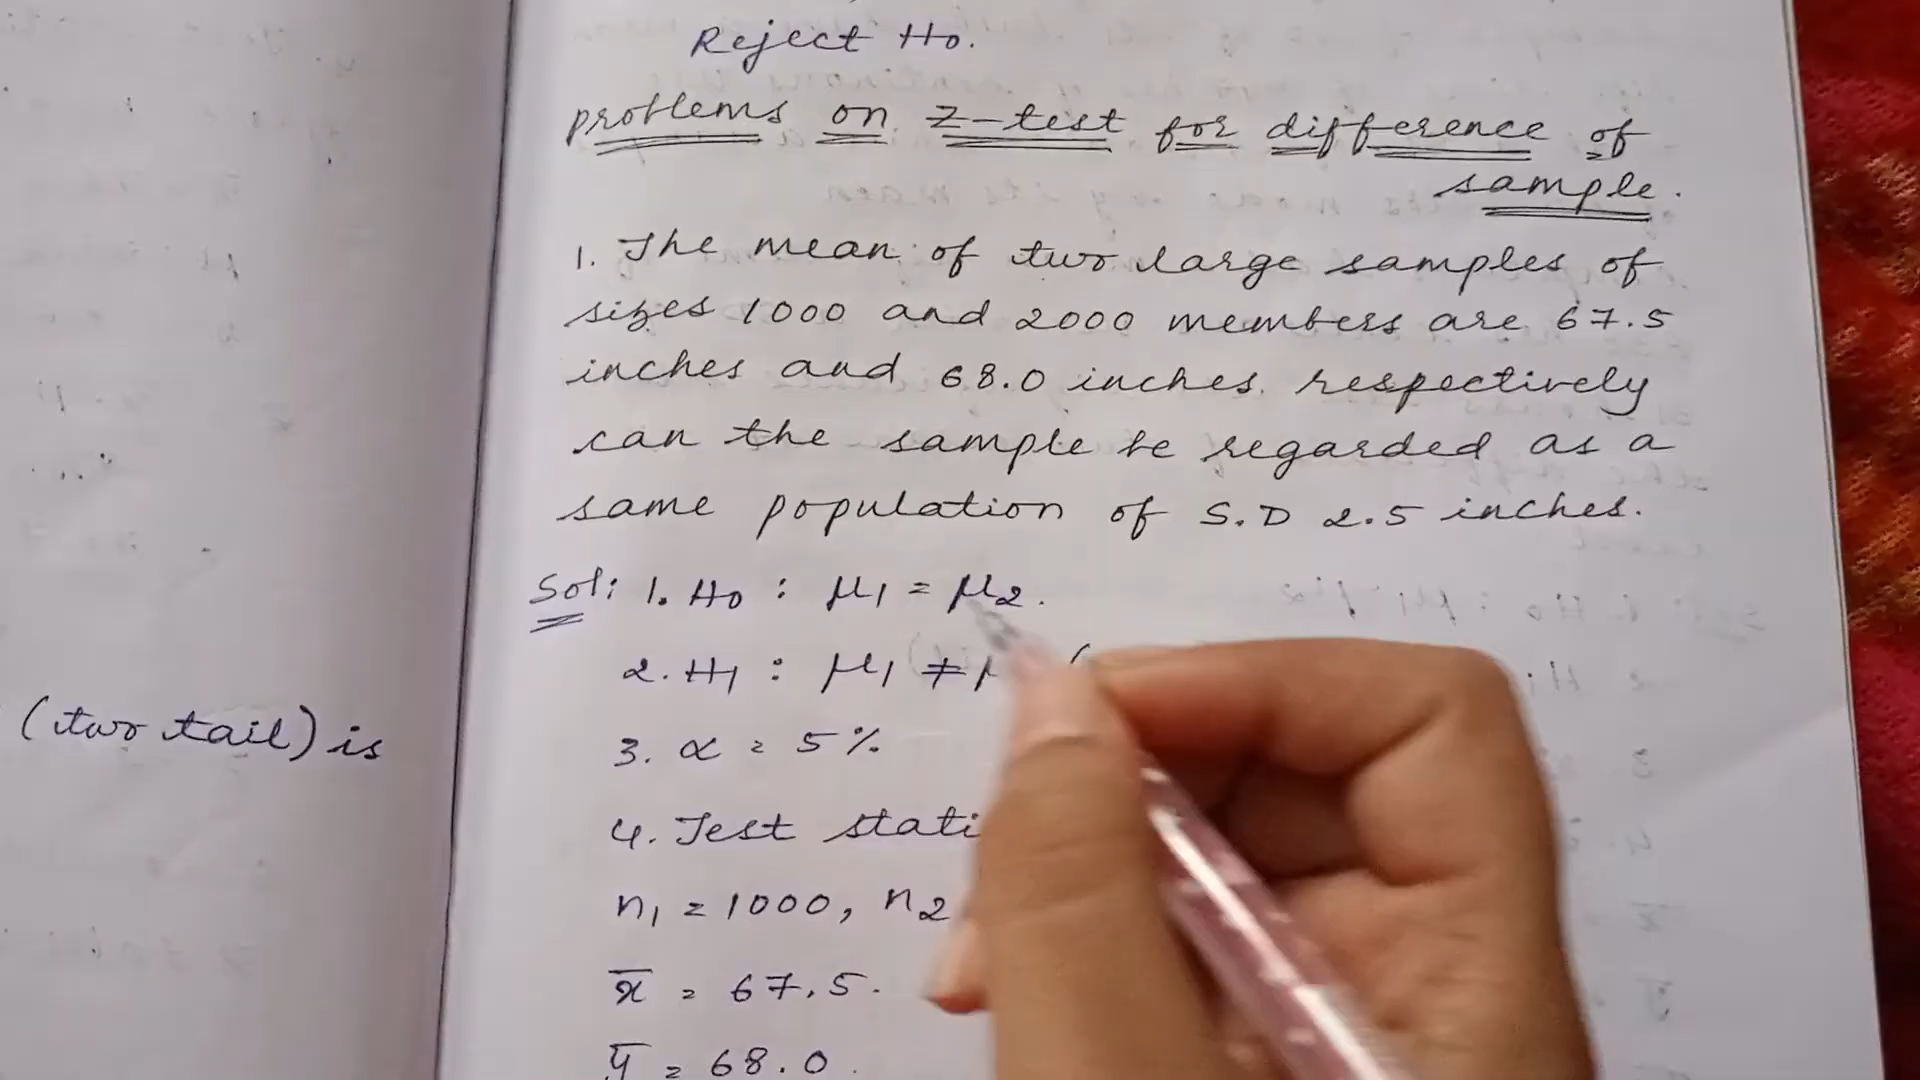 (two tail) is
Reject H0.
problems on Z-test for difference of
sample.
1. The mean of two large samples of
sizes 1000 and 2000 members are 67.5
inches and 68.0 inches. respectively
can the sample be regarded as a
same population of S.D 2.5 inches.
Sol: 1. H0 : μ1 = μ2.
2. H1 : μ1 ≠ μ (
3. α = 5%
4. Test stati
n1 = 1000, n2
x̄ = 67.5.
ȳ = 68.0.